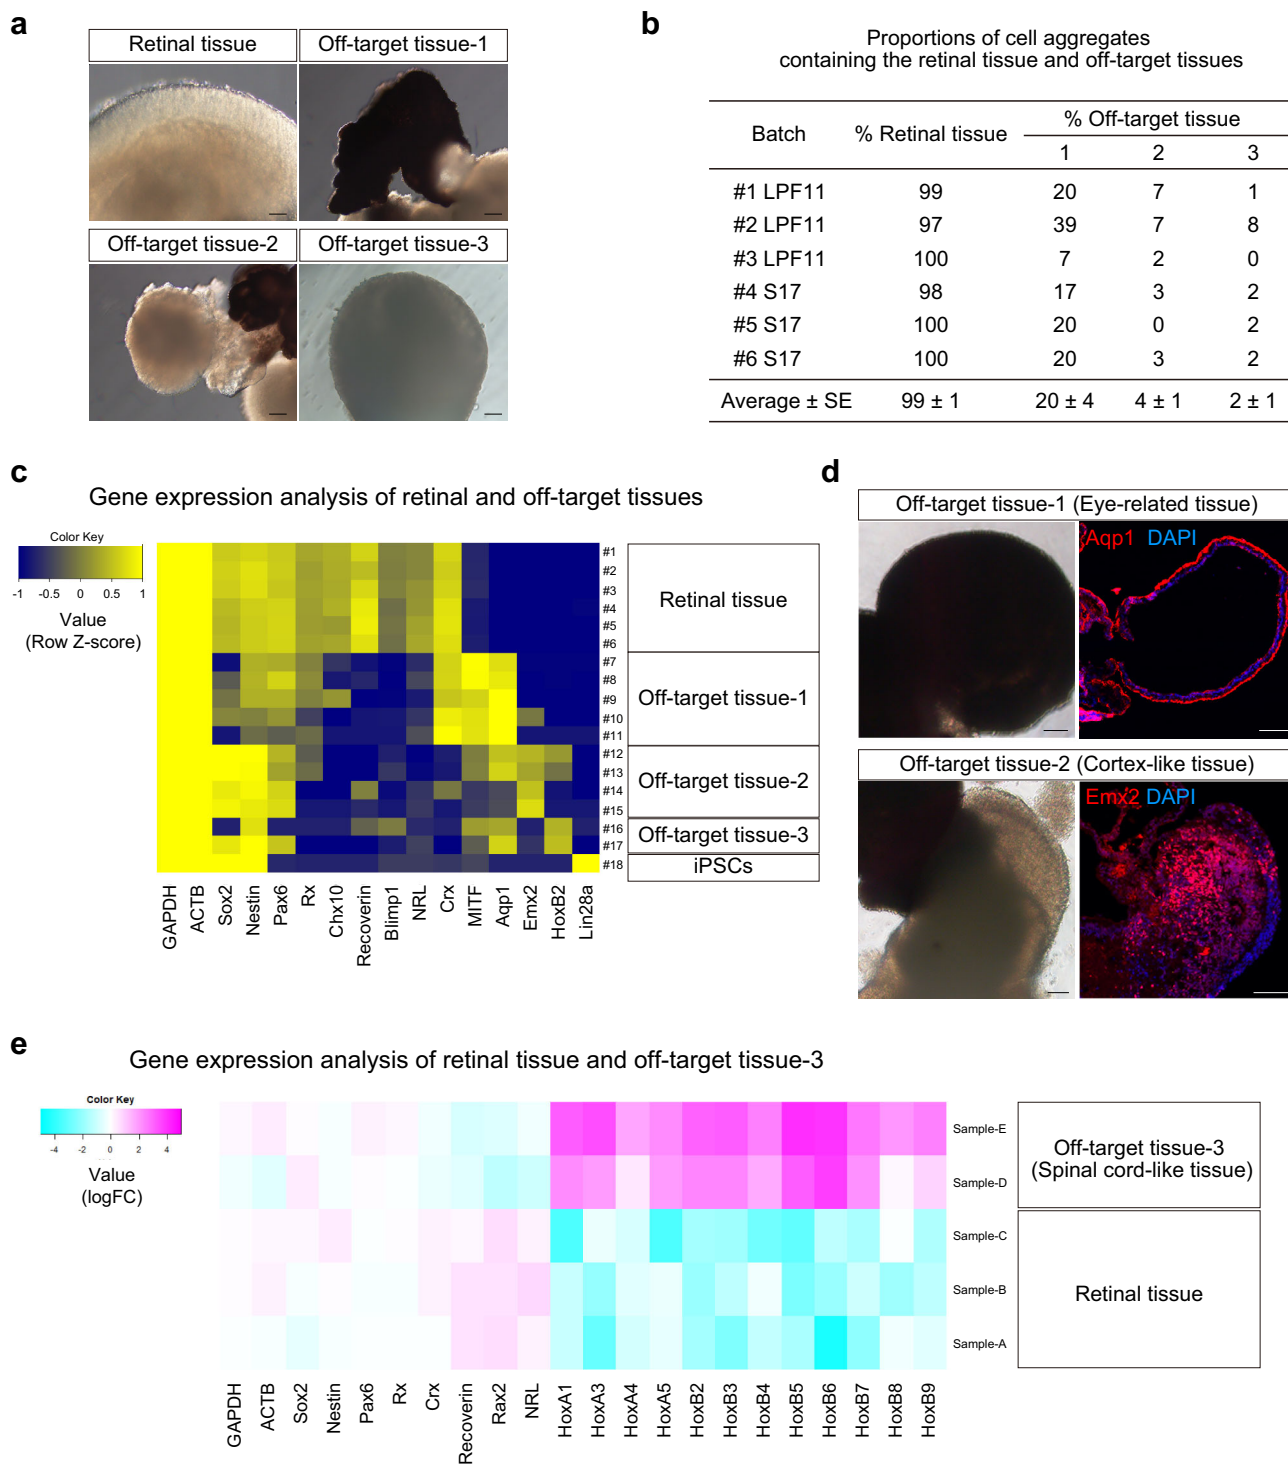 a
Retinal tissue
Off-target tissue-1
Off-target tissue-2
Off-target tissue-3
b
Proportions of cell aggregates
containing the retinal tissue and off-target tissues
Batch % Retinal tissue % Off-target tissue
1 2 3
#1 LPF11 99 20 7 1
#2 LPF11 97 39 7 8
#3 LPF11 100 7 2 0
#4 S17 98 17 3 2
#5 S17 100 20 0 2
#6 S17 100 20 3 2
Average ± SE 99 ± 1 20 ± 4 4 ± 1 2 ± 1
c
Gene expression analysis of retinal and off-target tissues
Color Key
-1 0 0.5 0.5 1
Value
(Row Z-score)
#1
#2
#3
#4
#5
#6
#7
#8
#9
#10
#11
#12
#13
#14
#15
#16
#17
#18
Retinal tissue
Off-target tissue-1
Off-target tissue-2
Off-target tissue-3
iPSCs
GAPDH
ACTB
Sox2
Nestin
Pax6
Rx
Chx10
Recoverin
Blimp1
NRL
Crx
MITF
Aqp1
Emx2
HoxB2
Lin28a
d
Off-target tissue-1 (Eye-related tissue)
Aqp1 DAPI
Off-target tissue-2 (Cortex-like tissue)
Emx2 DAPI
e
Gene expression analysis of retinal tissue and off-target tissue-3
Color Key
-4 -2 0 2 4
Value
(logFC)
Sample-E
Sample-D
Sample-C
Sample-B
Sample-A
Off-target tissue-3
(Spinal cord-like tissue)
Retinal tissue
GAPDH
ACTB
Sox2
Nestin
Pax6
Rx
Crx
Recoverin
Rax2
NRL
HoxA1
HoxA3
HoxA4
HoxA5
HoxB2
HoxB3
HoxB4
HoxB5
HoxB6
HoxB7
HoxB8
HoxB9